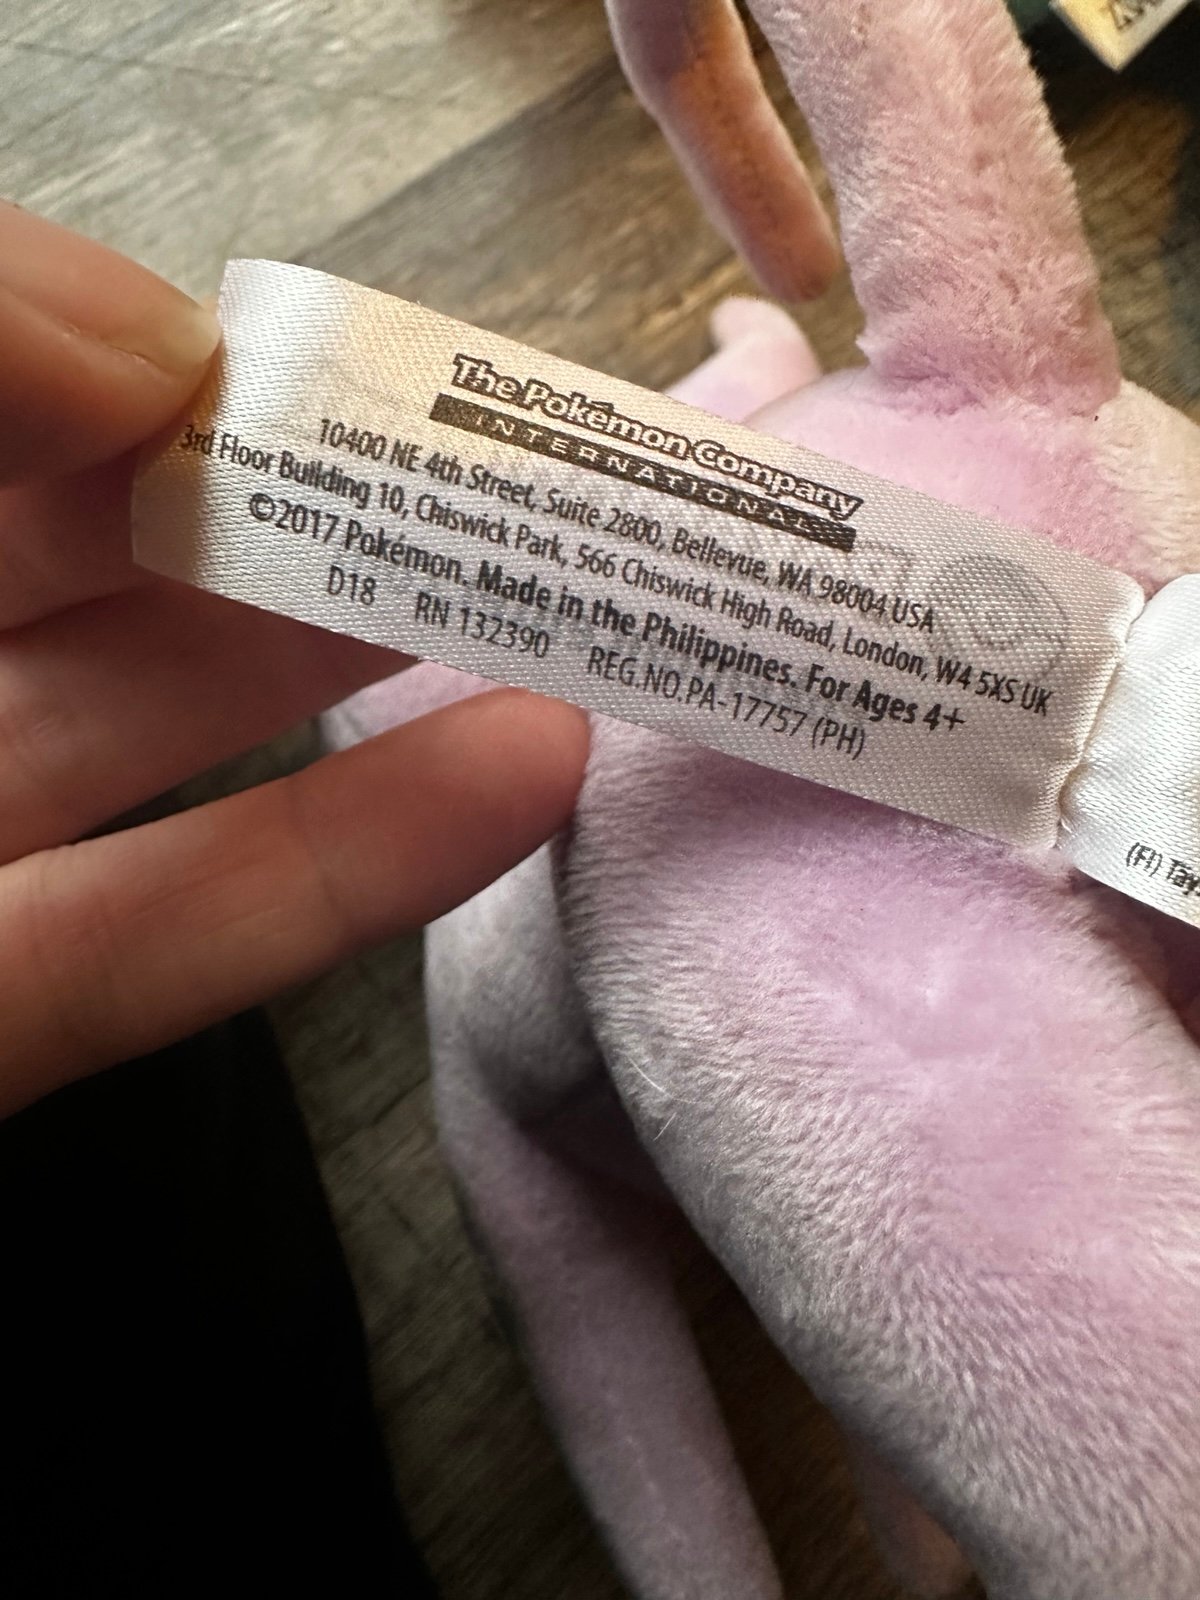 The Pokémon Company
INTERNATIONAL
10400 NE 4th Street, Suite 2800, Bellevue, WA 98004 USA
3rd Floor Building 10, Chiswick Park, 566 Chiswick High Road, London, W4 5XS UK
©2017 Pokémon. Made in the Philippines. For Ages 4+
D18 RN 132390 REG.NO.PA-17757 (PH)
(FI)